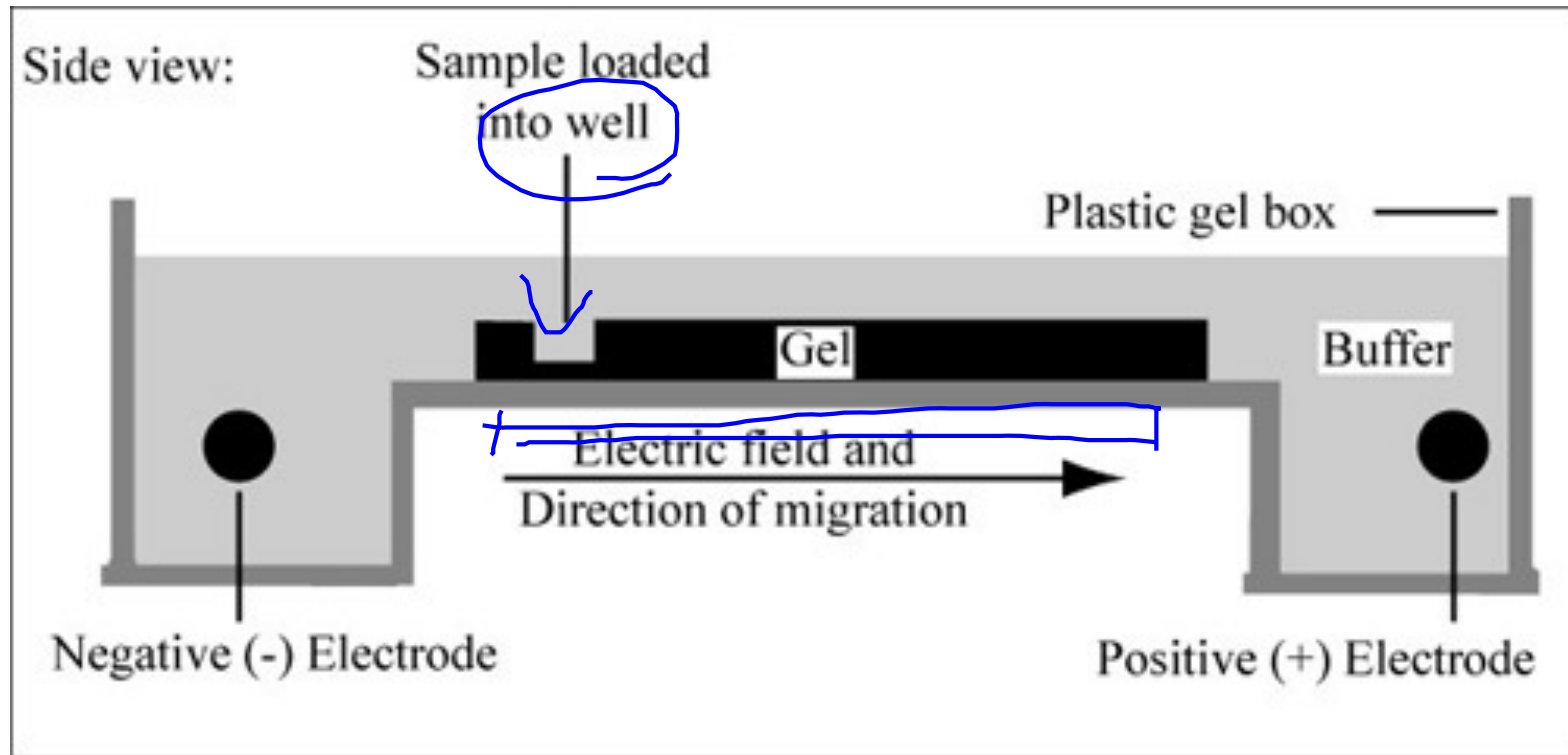 Side view:
Sample loaded
into well
Plastic gel box
Gel
Buffer
Electric field and
Direction of migration
Negative (-) Electrode
Positive (+) Electrode